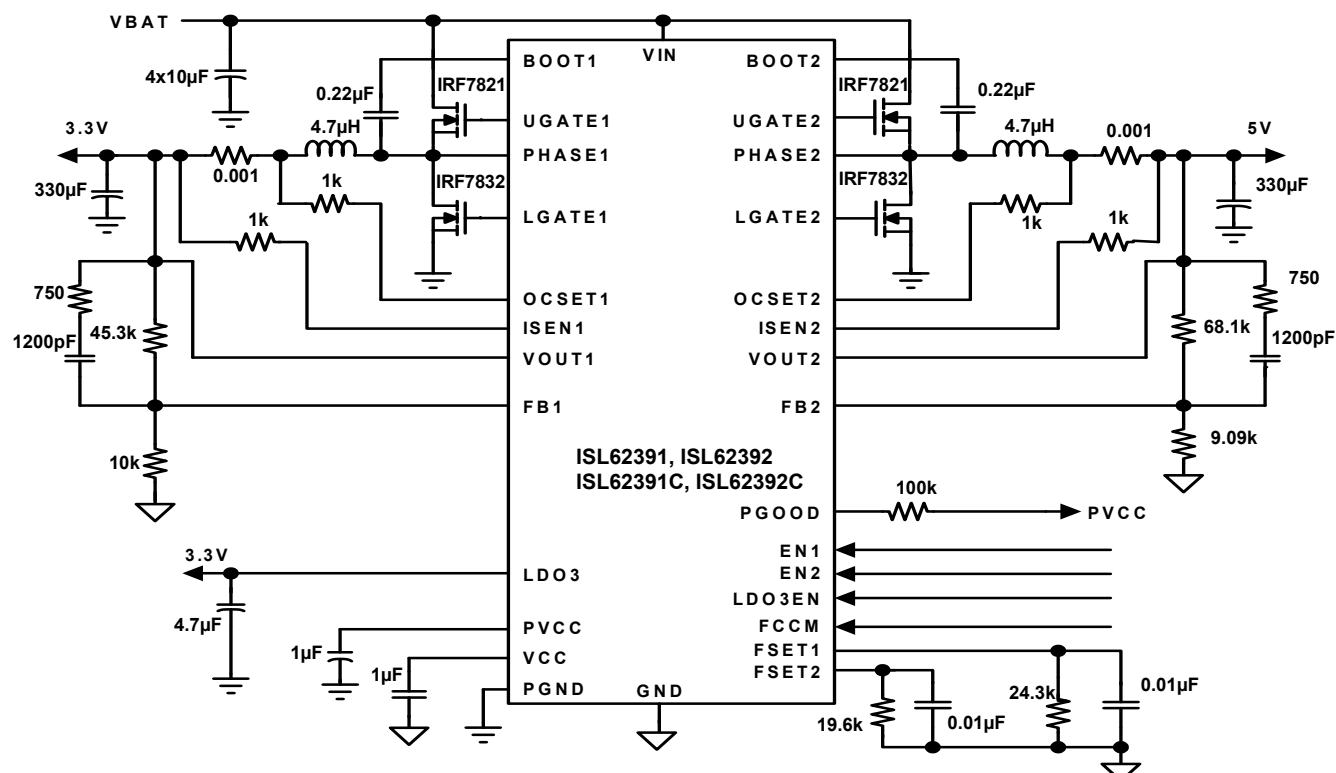 VBAT
4x10µF
VIN
BOOT1
BOOT2
IRF7821
IRF7821
0.22µF
0.22µF
UGATE1
UGATE2
3.3V
4.7µH
4.7µH
0.001
5V
PHASE1
PHASE2
0.001
330µF
1k
IRF7832
IRF7832
1k
330µF
1k
LGATE1
LGATE2
1k
750
OCSET1
OCSET2
750
1200pF
45.3k
ISEN1
ISEN2
68.1k
1200pF
VOUT1
VOUT2
FB1
FB2
10k
9.09k
ISL62391, ISL62392
ISL62391C, ISL62392C
PGOOD
100k
PVCC
3.3V
EN1
LDO3
EN2
4.7µF
LDO3EN
PVCC
FCCM
1µF
VCC
FSET1
1µF
FSET2
PGND
GND
19.6k
0.01µF
24.3k
0.01µF